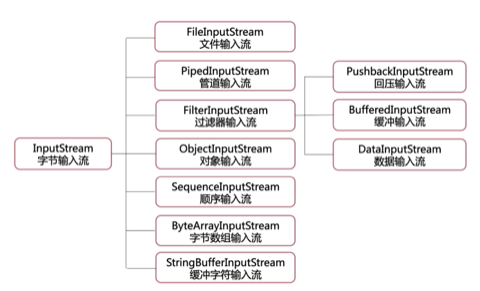 InputStream
字节输入流
FileInputStream
文件输入流
PipedInputStream
管道输入流
FilterInputStream
过滤器输入流
ObjectInputStream
对象输入流
SequenceInputStream
顺序输入流
ByteArrayInputStream
字节数组输入流
StringBufferInputStream
缓冲字符输入流
PushbackInputStream
回压输入流
BufferedInputStream
缓冲输入流
DataInputStream
数据输入流